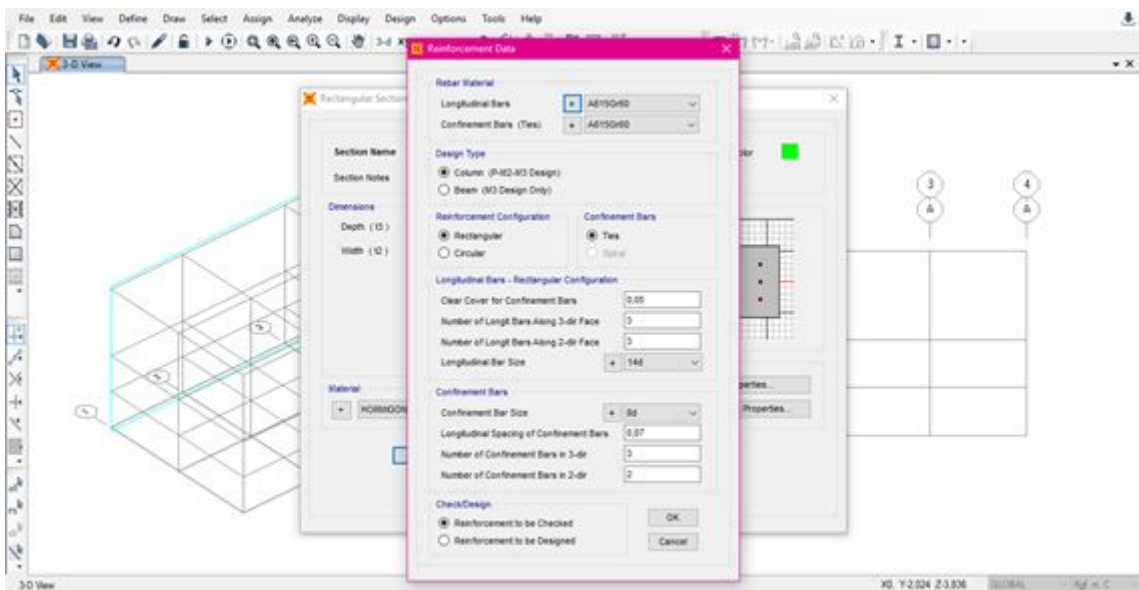 File Edit View Define Draw Select Assign Analyze Display Design Options Tools Help
3-D View
Reinforcement Data
Rectangular Section
Rebar Material
Longitudinal Bars + A615Gr60
Confinement Bars (Ties) + A615Gr60
Section Name
Section Notes
Design Type
Column (P-M2-M3 Design)
Beam (M3 Design Only)
Dimensions
Depth ( t3 )
Width ( t2 )
Reinforcement Configuration Confinement Bars
Rectangular Ties
Circular Spiral
Longitudinal Bars - Rectangular Configuration
Clear Cover for Confinement Bars 0,05
Number of Longit Bars Along 3-dir Face 3
Number of Longit Bars Along 2-dir Face 3
Longitudinal Bar Size + 14d
Material
+ HORMIGON
Confinement Bars
Confinement Bar Size + 8d
Longitudinal Spacing of Confinement Bars 0,07
Number of Confinement Bars in 3-dir 3
Number of Confinement Bars in 2-dir 2
Properties...
Check/Design
Reinforcement to be Checked
Reinforcement to be Designed
OK
Cancel
3 4
3-D View
GLOBAL